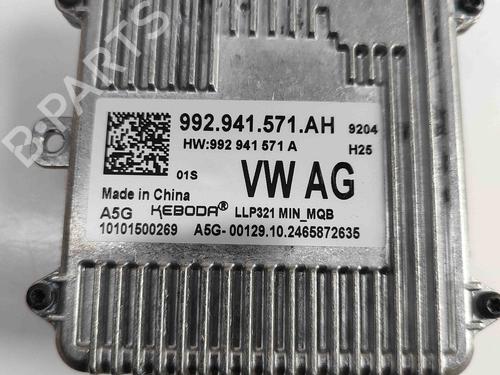 B-PARTS
992.941.571.AH 9204
HW:992 941 571 A H25
01S VW AG
Made in China
A5G KEBODA® LLP321 MIN_MQB
10101500269 A5G- 00129.10.2465872635